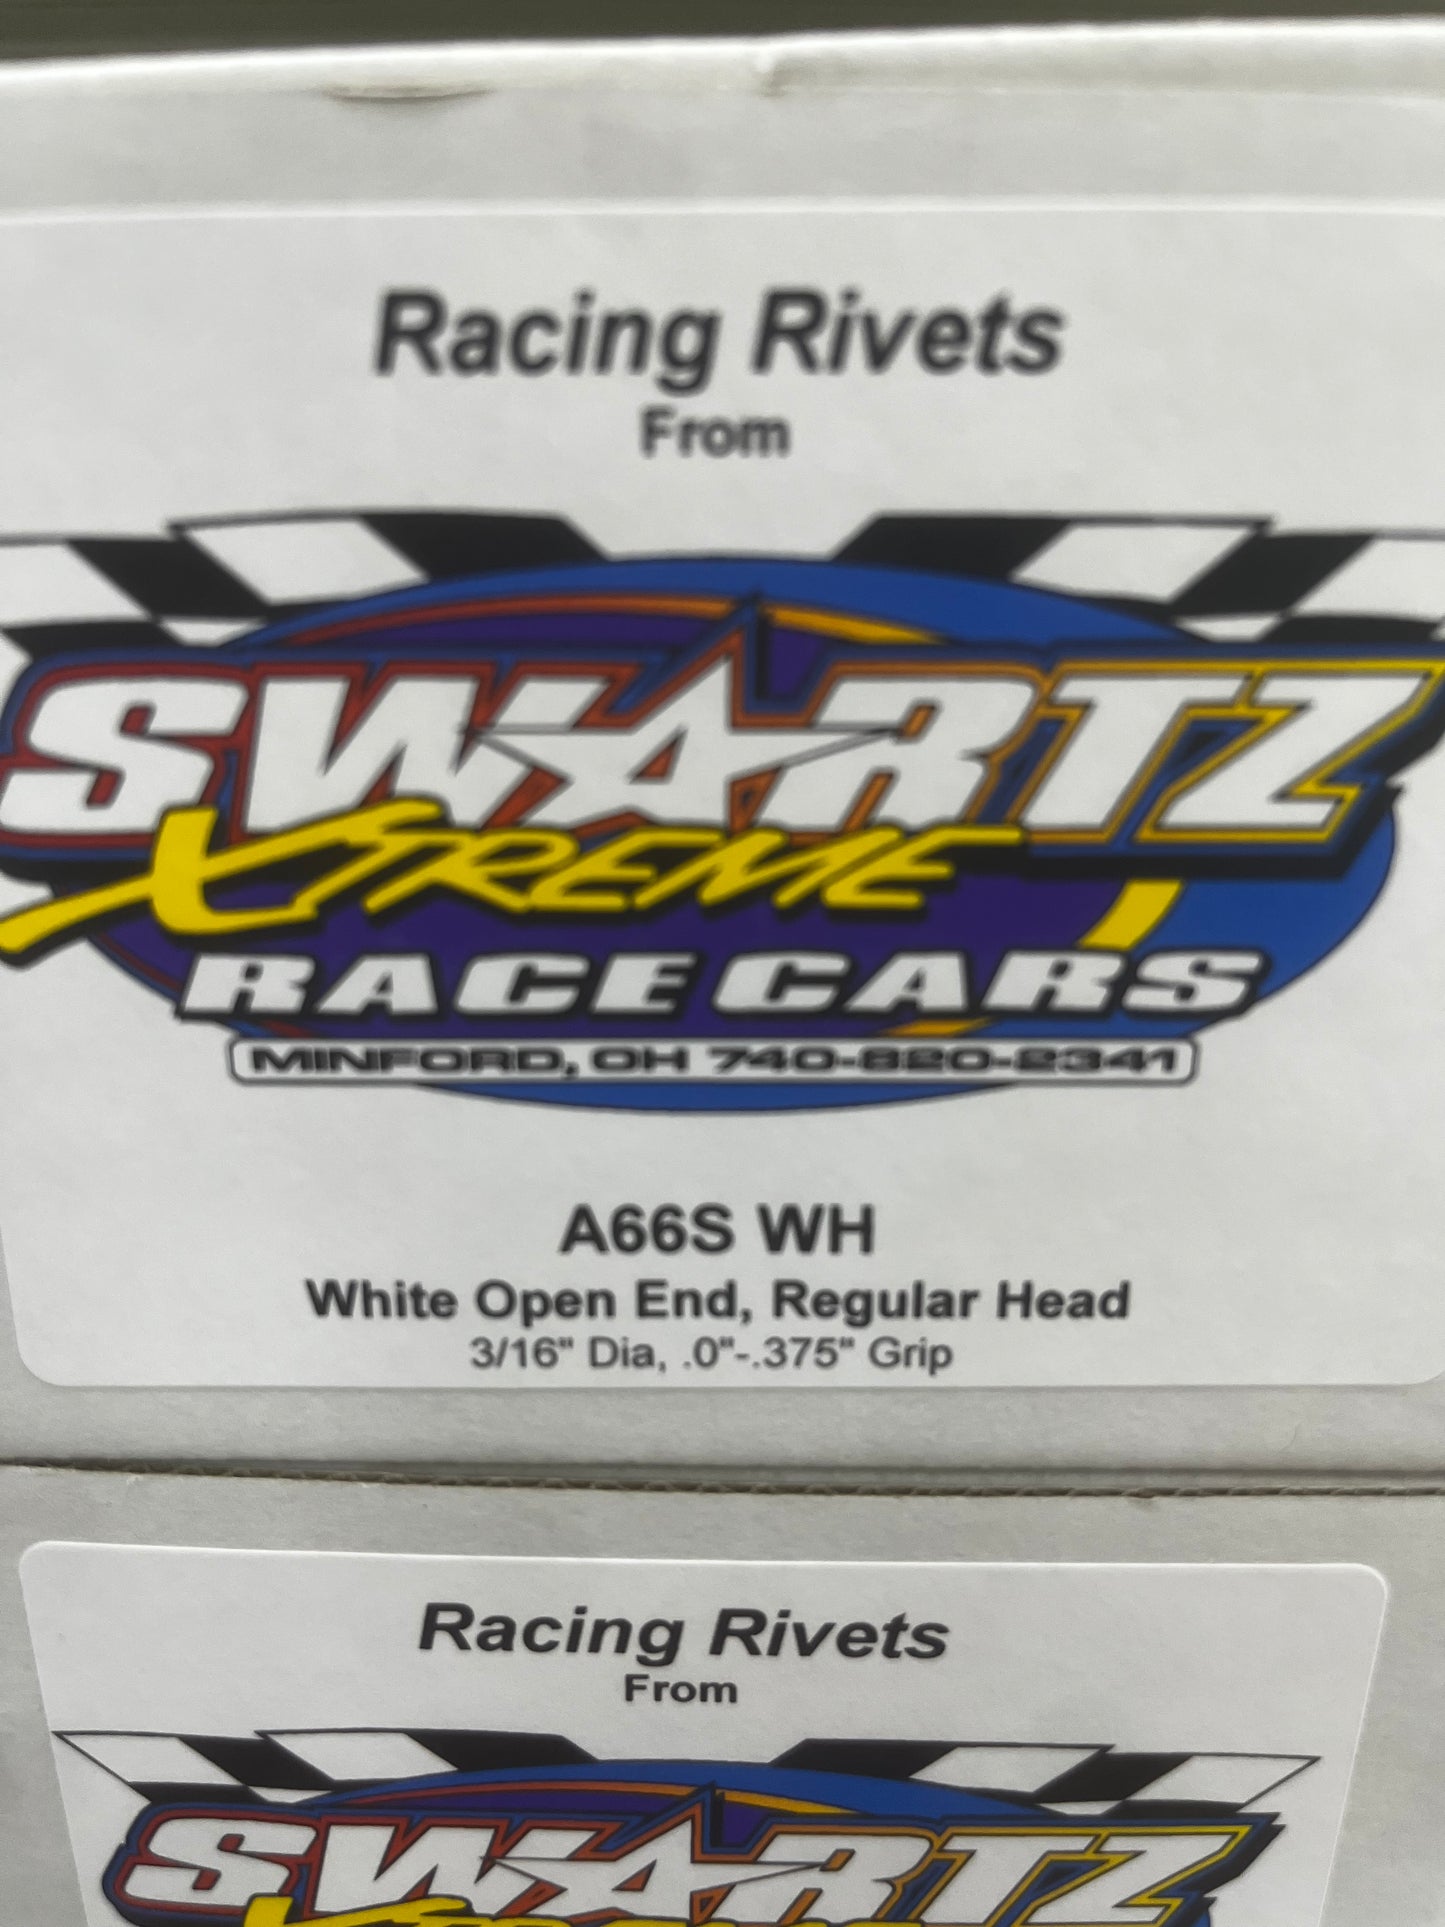 Racing Rivets
From
SWARTZ
XTREME
RACE CARS
MINFORD, OH 740-820-2341
A66S WH
White Open End, Regular Head
3/16" Dia, .0"-.375" Grip
Racing Rivets
From
SWARTZ
XTREME